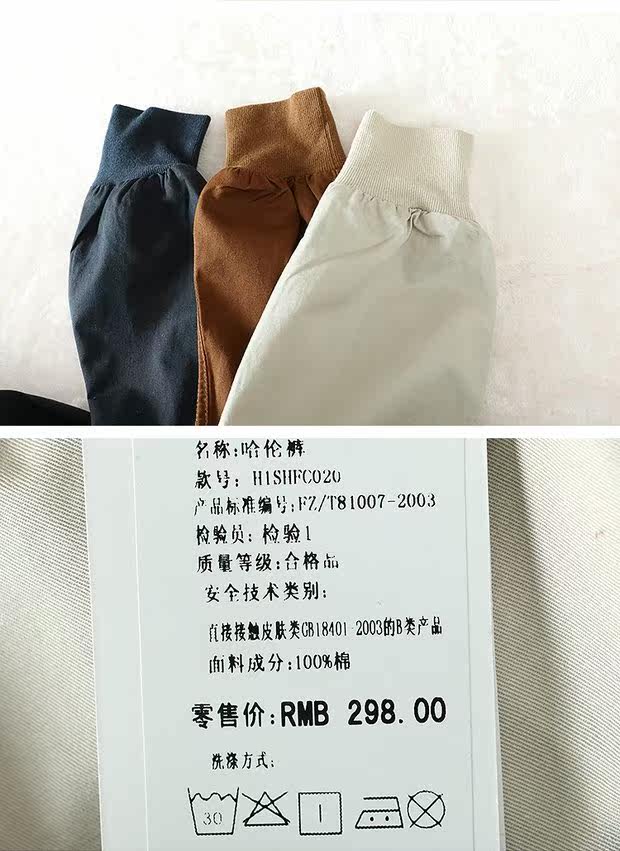 名称:哈伦裤
款号: H1SHFC020
产品标准编号:FZ/T81007-2003
检验员: 检验1
质量等级:合格品
安全技术类别:
直接接触皮肤类GB18401-2003的B类产品
面料成分:100%棉
零售价:RMB 298.00
洗涤方式:
30